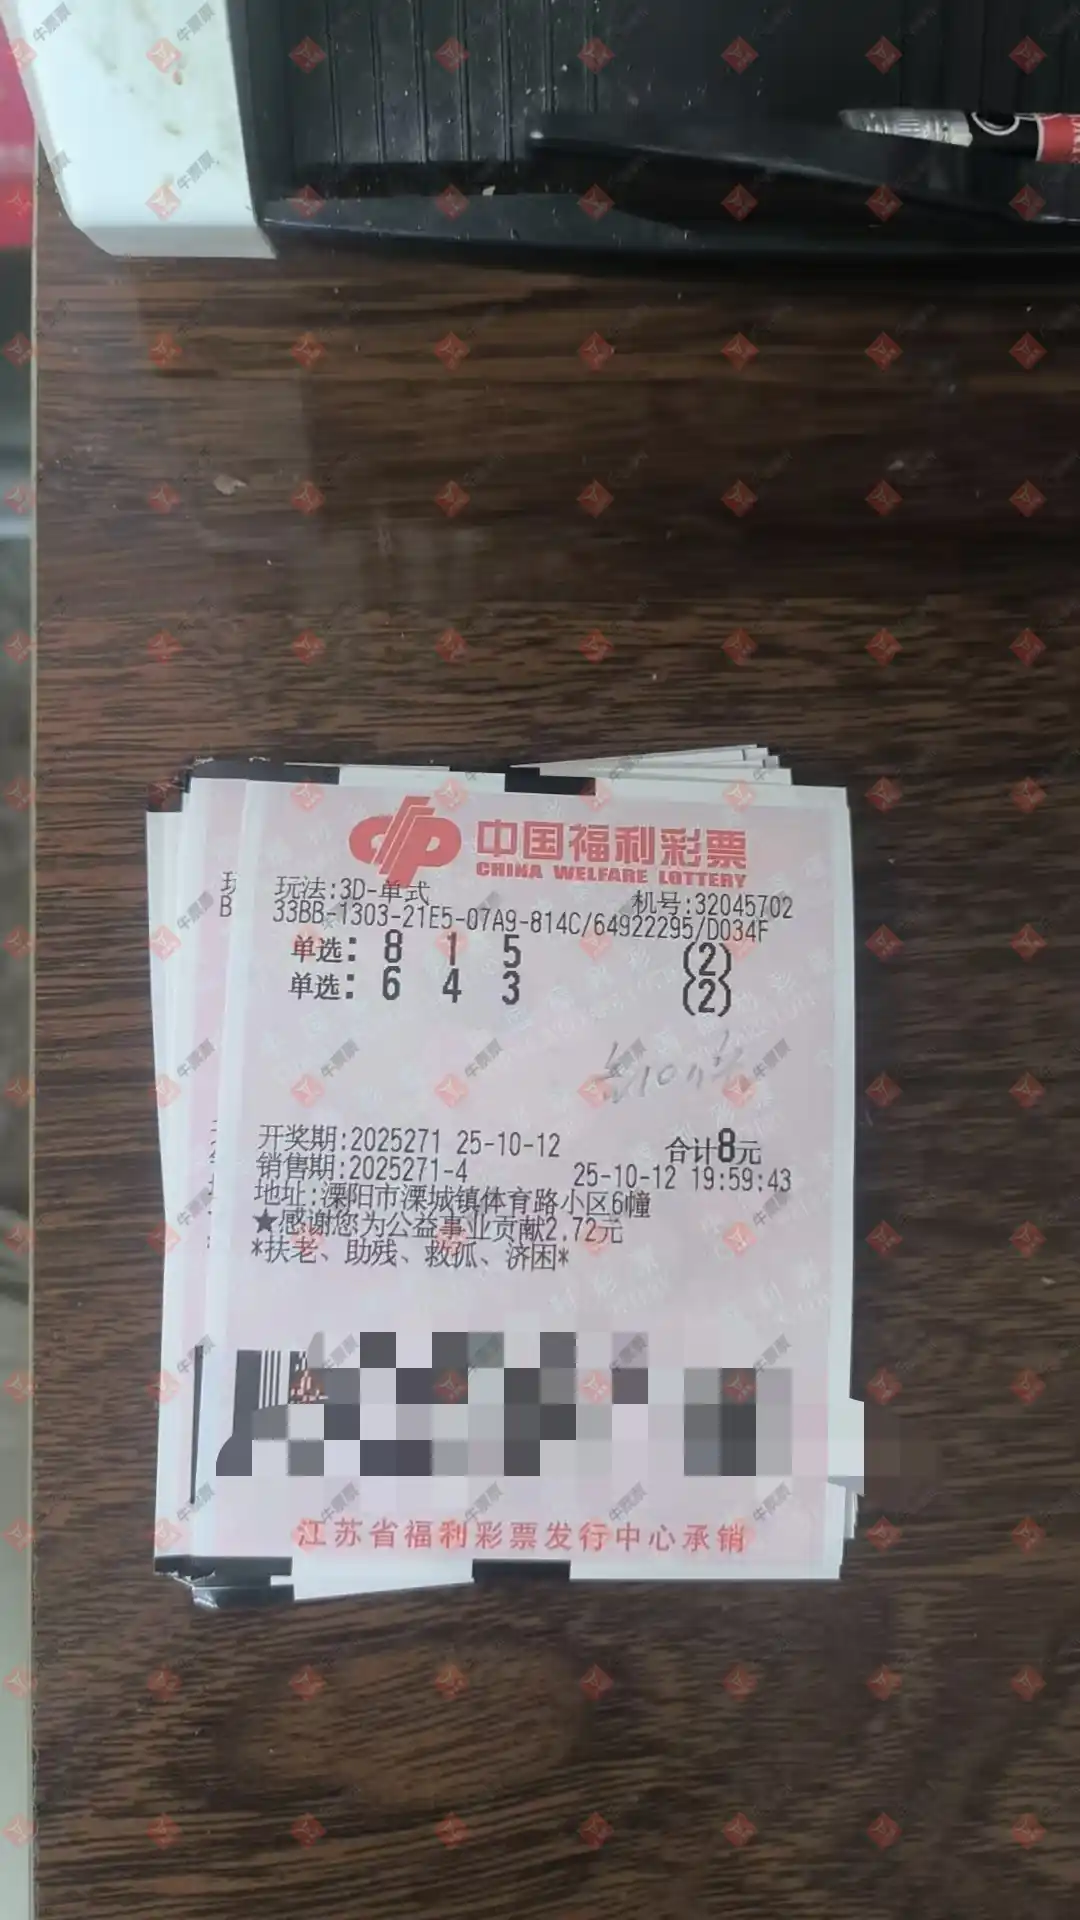 中国福利彩票
CHINA WELFARE LOTTERY
玩 玩法:3D-单式 机号:32045702
B 33BB-1303-21E5-07A9-814C/64922295/D034F
单选: 8 1 5 (2)
单选: 6 4 3 (2)
开奖期:2025271 25-10-12 合计8元
销售期:2025271-4 25-10-12 19:59:43
地址:溧阳市溧城镇体育路小区6幢
★感谢您为公益事业贡献2.72元
*扶老、助残、救孤、济困*
江苏省福利彩票发行中心承销
牛票票